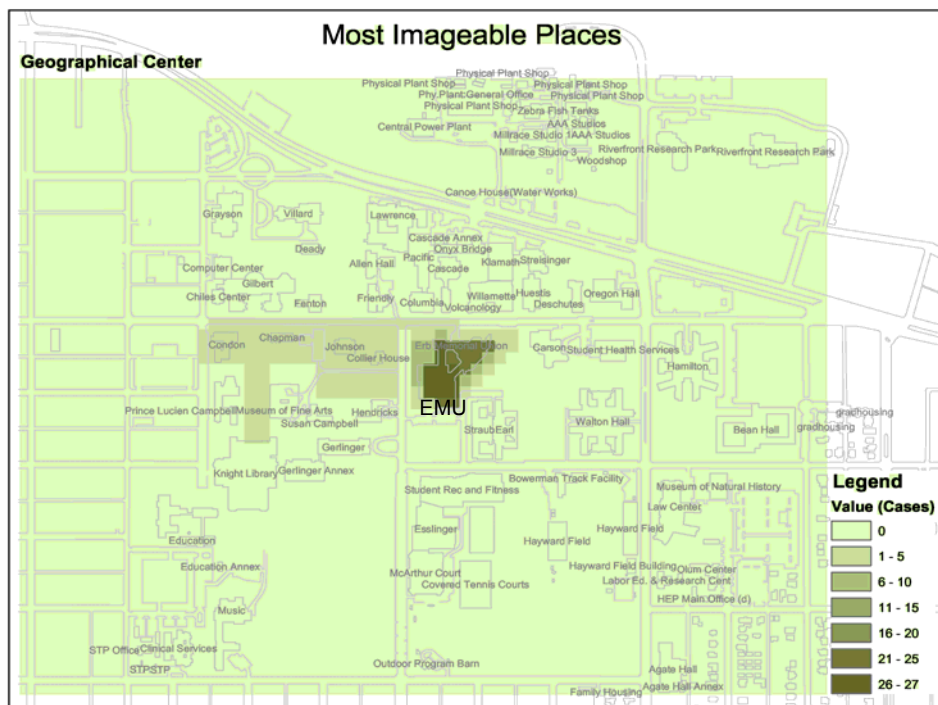 Most Imageable Places
Geographical Center
Physical Plant Shop
Physical Plant Shop
Physical Plant Shop
Phy.Plant General Office
Physical Plant Shop
Physical Plant Shop
Zebra Fish Tanks
Central Power Plant
AAA Studios
Millrace Studio 1 AAA Studios
Millrace Studio 3
Woodshop
Riverfront Research Park
Riverfront Research Park
Canoe House(Water Works)
Grayson
Villard
Lawrence
Deady
Cascade Annex
Onyx Bridge
Pacific
Klamath
Streisinger
Allen Hall
Cascade
Computer Center
Gilbert
Chiles Center
Fenton
Friendly
Columbia
Willamette
Volcanology
Huestis
Deschutes
Oregon Hall
Condon
Chapman
Johnson
Collier House
Erb Memorial Union
Carson
Student Health Services
Hamilton
EMU
Prince Lucien Campbell
Museum of Fine Arts
Hendricks
Susan Campbell
Straub
Earl
Walton Hall
Bean Hall
gradhousing
gradhousing
Gerlinger
Knight Library
Gerlinger Annex
Bowerman Track Facility
Museum of Natural History
Student Rec and Fitness
Law Center
Esslinger
Hayward Field
Hayward Field
Education
Education Annex
McArthur Court
Covered Tennis Courts
Hayward Field Building
Olum Center
Labor Ed. & Research Cent
HEP Main Office (d)
Music
STP Office
Clinical Services
STP
STP
Outdoor Program Barn
Agate Hall
Agate Hall Annex
Family Housing
Legend
Value (Cases)
0
1 - 5
6 - 10
11 - 15
16 - 20
21 - 25
26 - 27